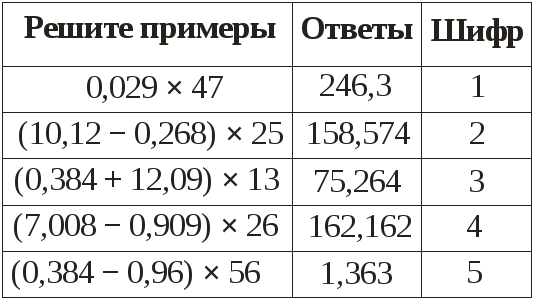 Решите примеры Ответы Шифр
0,029 × 47 246,3 1
(10,12 − 0,268) × 25 158,574 2
(0,384 + 12,09) × 13 75,264 3
(7,008 − 0,909) × 26 162,162 4
(0,384 − 0,96) × 56 1,363 5